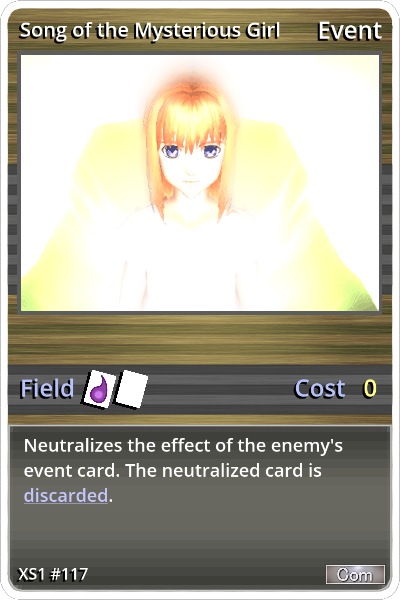 Song of the Mysterious Girl Event
Field Cost 0
Neutralizes the effect of the enemy's
event card. The neutralized card is
discarded.
XS1 #117 Com